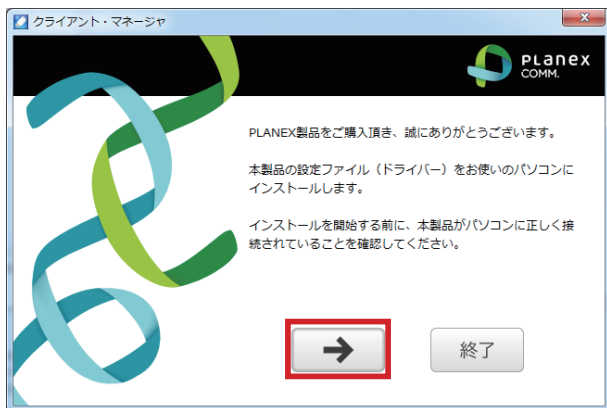 クライアント・マネージャ
PLANEX
COMM.
PLANEX製品をご購入頂き、誠にありがとうございます。
本製品の設定ファイル（ドライバー）をお使いのパソコンに
インストールします。
インストールを開始する前に、本製品がパソコンに正しく接
続されていることを確認してください。
終了